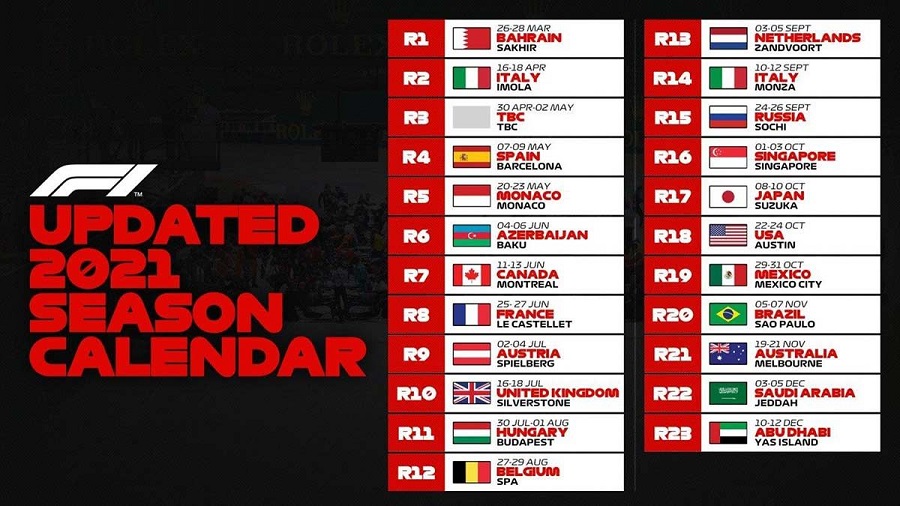 F1™
UPDATED
2021
SEASON
CALENDAR
R1
26-28 MAR
BAHRAIN
SAKHIR
R2
16-18 APR
ITALY
IMOLA
R3
30 APR-02 MAY
TBC
TBC
R4
07-09 MAY
SPAIN
BARCELONA
R5
20-23 MAY
MONACO
MONACO
R6
04-06 JUN
AZERBAIJAN
BAKU
R7
11-13 JUN
CANADA
MONTREAL
R8
25- 27 JUN
FRANCE
LE CASTELLET
R9
02-04 JUL
AUSTRIA
SPIELBERG
R10
16-18 JUL
UNITED KINGDOM
SILVERSTONE
R11
30 JUL-01 AUG
HUNGARY
BUDAPEST
R12
27-29 AUG
BELGIUM
SPA
R13
03-05 SEPT
NETHERLANDS
ZANDVOORT
R14
10-12 SEPT
ITALY
MONZA
R15
24-26 SEPT
RUSSIA
SOCHI
R16
01-03 OCT
SINGAPORE
SINGAPORE
R17
08-10 OCT
JAPAN
SUZUKA
R18
22-24 OCT
USA
AUSTIN
R19
29-31 OCT
MEXICO
MEXICO CITY
R20
05-07 NOV
BRAZIL
SAO PAULO
R21
19-21 NOV
AUSTRALIA
MELBOURNE
R22
03-05 DEC
SAUDI ARABIA
JEDDAH
R23
10-12 DEC
ABU DHABI
YAS ISLAND